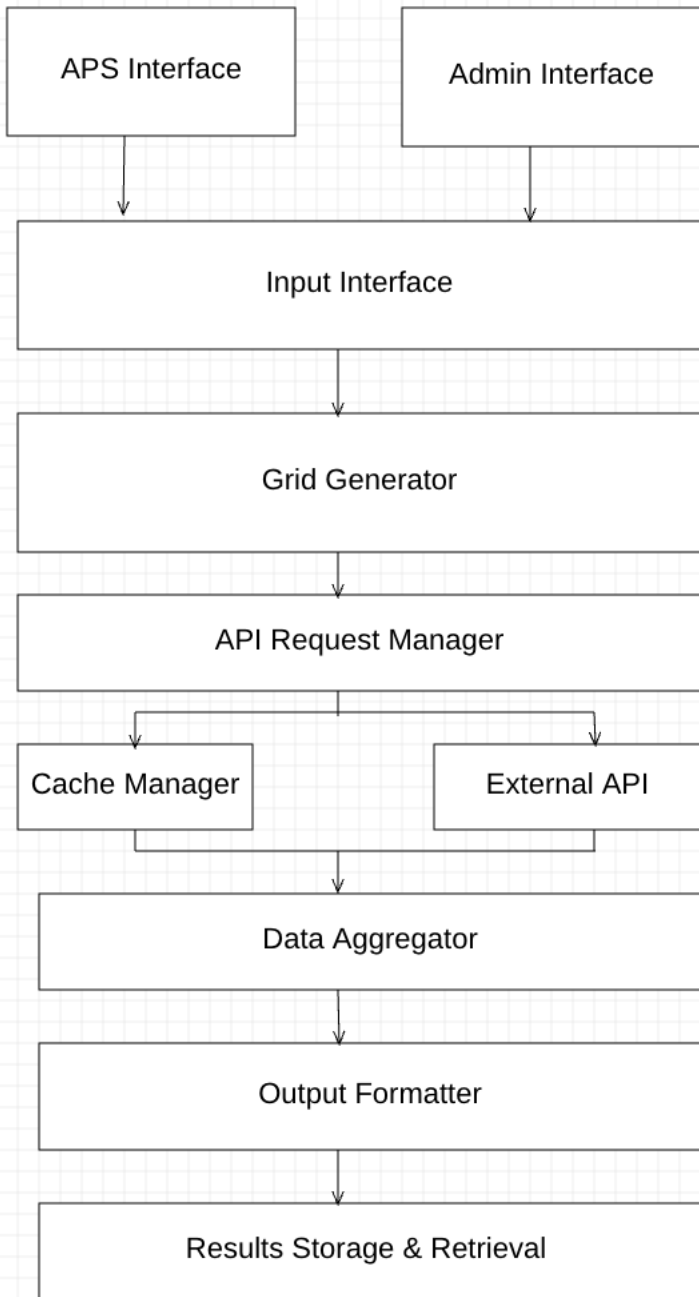 APS Interface
Admin Interface
Input Interface
Grid Generator
API Request Manager
Cache Manager
External API
Data Aggregator
Output Formatter
Results Storage & Retrieval